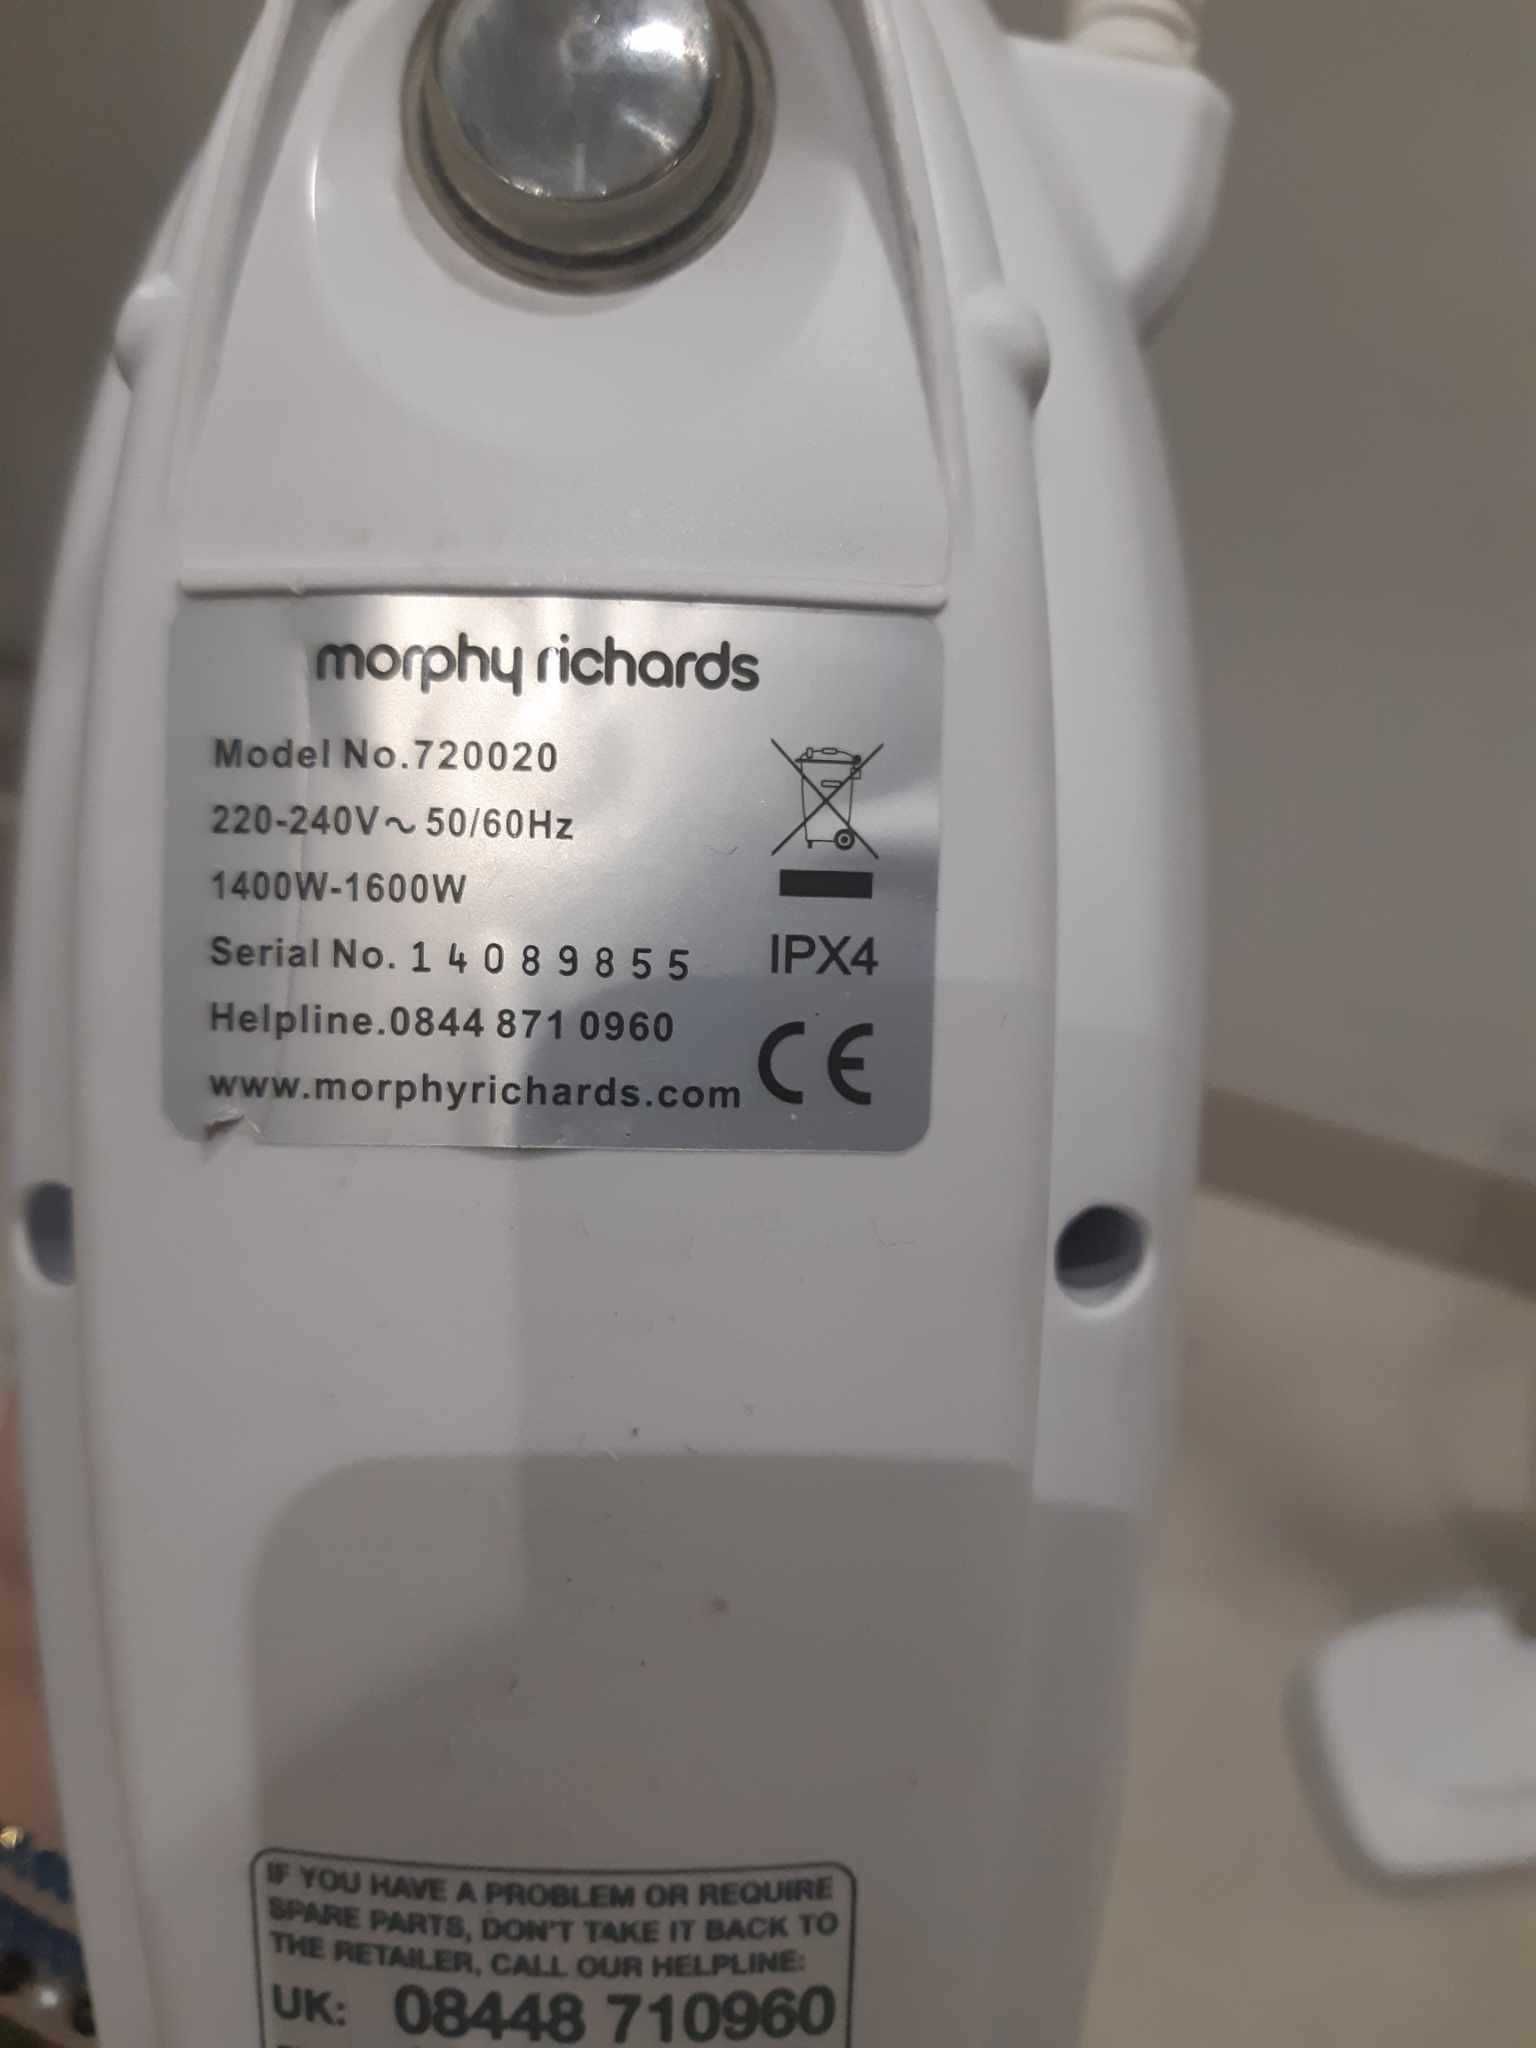 morphy richards
Model No.720020
220-240V~ 50/60Hz
1400W-1600W
Serial No. 14089855
IPX4
Helpline.0844 871 0960
www.morphyrichards.com
CE
IF YOU HAVE A PROBLEM OR REQUIRE
SPARE PARTS, DON'T TAKE IT BACK TO
THE RETAILER, CALL OUR HELPLINE:
UK: 08448 710960